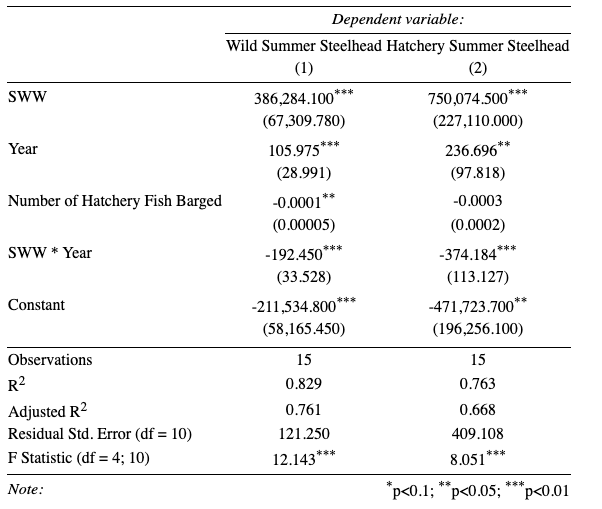 Dependent variable:
Wild Summer Steelhead Hatchery Summer Steelhead
(1) (2)
SWW 386,284.100*** 750,074.500***
(67,309.780) (227,110.000)
Year 105.975*** 236.696**
(28.991) (97.818)
Number of Hatchery Fish Barged -0.0001** -0.0003
(0.00005) (0.0002)
SWW * Year -192.450*** -374.184***
(33.528) (113.127)
Constant -211,534.800*** -471,723.700**
(58,165.450) (196,256.100)
Observations 15 15
R2 0.829 0.763
Adjusted R2 0.761 0.668
Residual Std. Error (df = 10) 121.250 409.108
F Statistic (df = 4; 10) 12.143*** 8.051***
Note: *p<0.1; **p<0.05; ***p<0.01